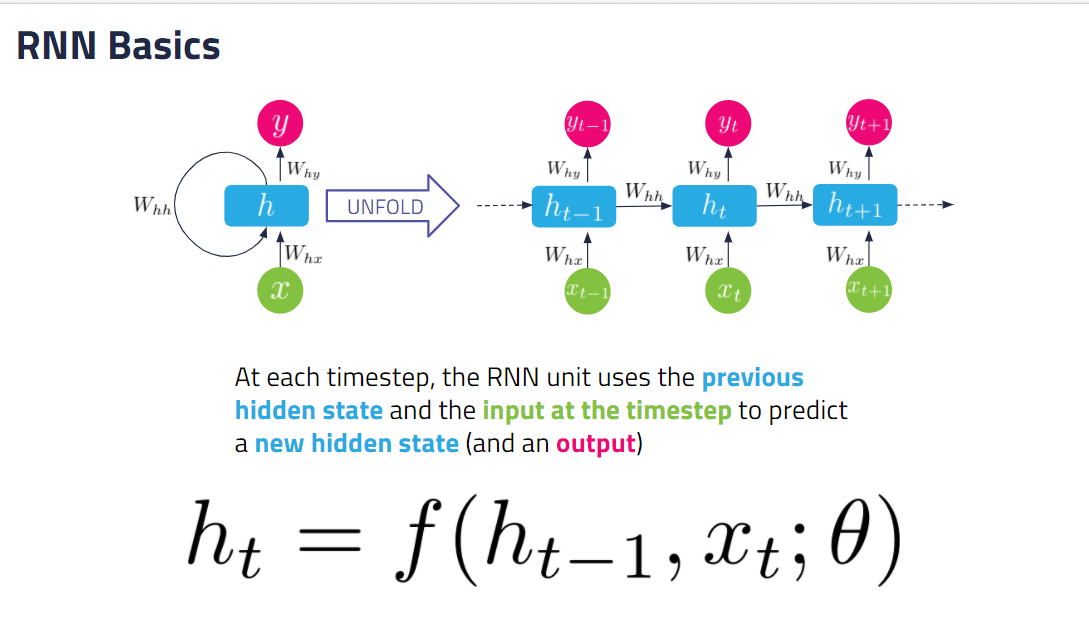 RNN Basics
y
W_hy
W_hh
h
W_hx
x
UNFOLD
y_{t-1}
y_t
y_{t+1}
W_hy
W_hy
W_hy
h_{t-1}
W_hh
h_t
W_hh
h_{t+1}
W_hx
W_hx
W_hx
x_{t-1}
x_t
x_{t+1}
At each timestep, the RNN unit uses the previous
hidden state and the input at the timestep to predict
a new hidden state (and an output)
h_t = f(h_{t-1}, x_t; θ)